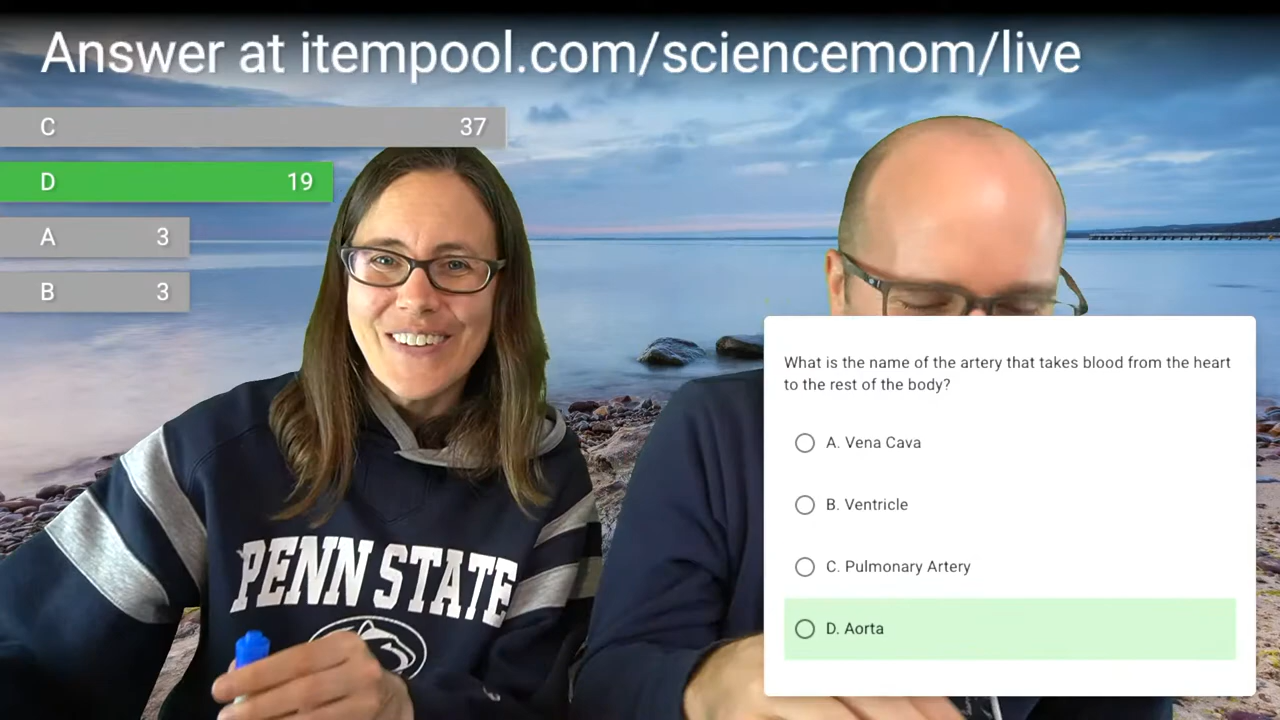 Answer at itempool.com/sciencemom/live
C 37
D 19
A 3
B 3
PENN STATE
What is the name of the artery that takes blood from the heart
to the rest of the body?
A. Vena Cava
B. Ventricle
C. Pulmonary Artery
D. Aorta